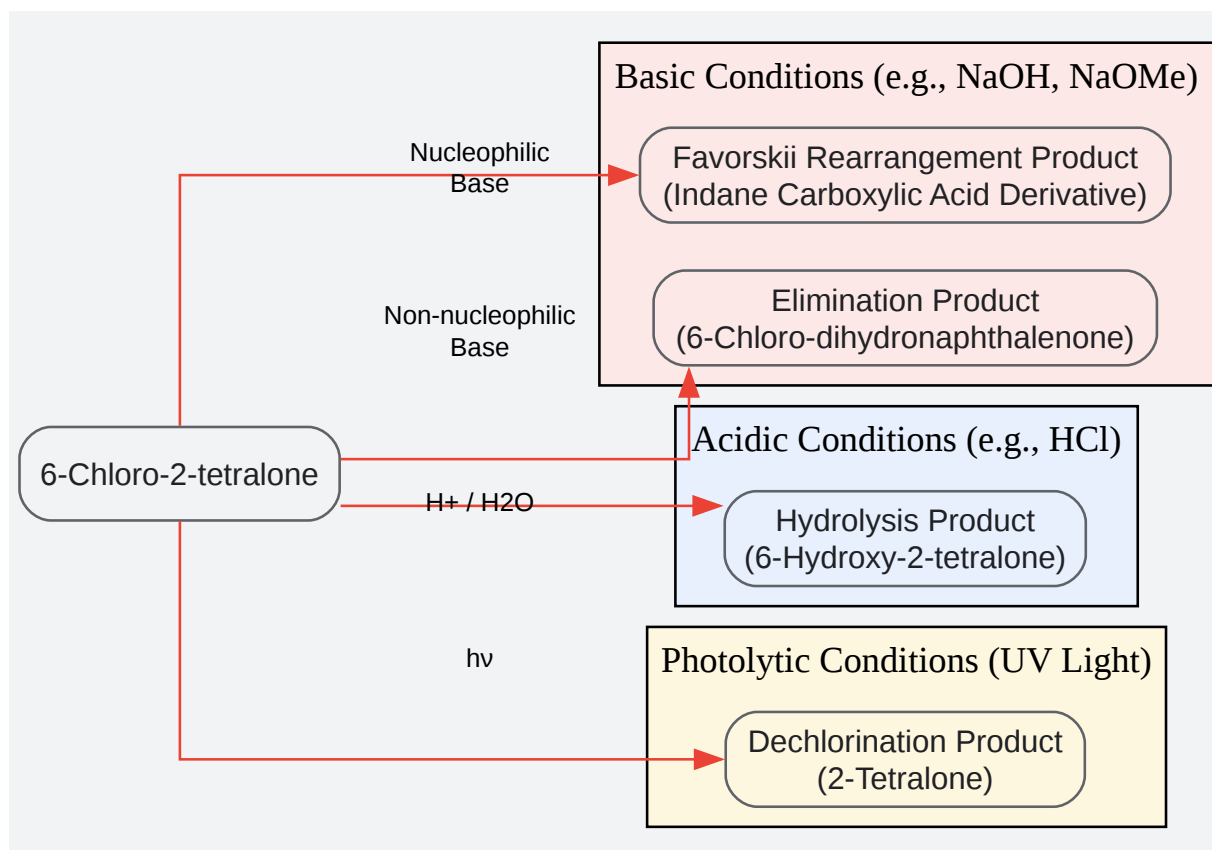 Basic Conditions (e.g., NaOH, NaOMe)
Nucleophilic
Base
Favorskii Rearrangement Product
(Indane Carboxylic Acid Derivative)
Non-nucleophilic
Base
Elimination Product
(6-Chloro-dihydronaphthalenone)
6-Chloro-2-tetralone
Acidic Conditions (e.g., HCl)
H+ / H2O
Hydrolysis Product
(6-Hydroxy-2-tetralone)
hν
Photolytic Conditions (UV Light)
Dechlorination Product
(2-Tetralone)